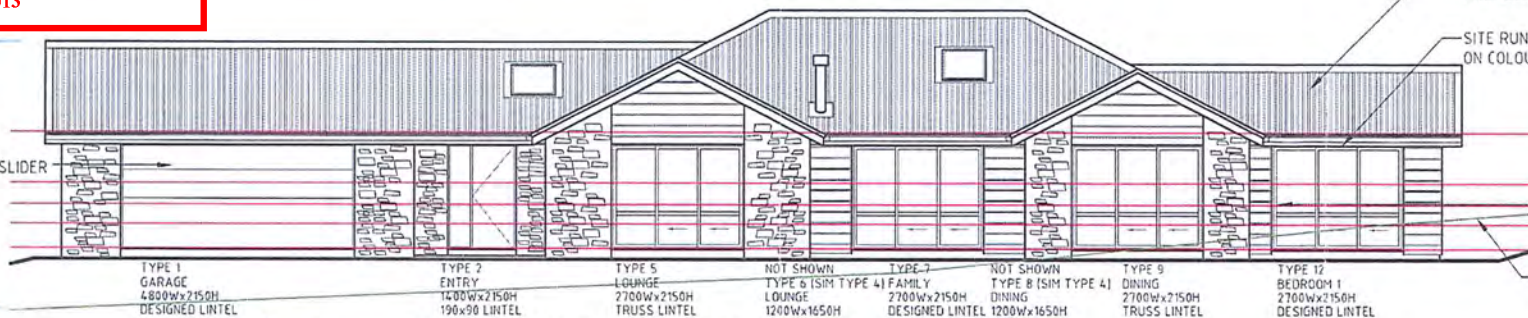 SITE RUN
ON COLOU
SLIDER
TYPE 1
GARAGE
4800Wx2150H
DESIGNED LINTEL
TYPE 2
ENTRY
1400Wx2150H
190x90 LINTEL
TYPE 5
LOUNGE
2700Wx2150H
TRUSS LINTEL
NOT SHOWN
TYPE 6 (SIM TYPE 4)
LOUNGE
1200Wx1650H
TYPE 7
FAMILY
2700Wx2150H
DESIGNED LINTEL
NOT SHOWN
TYPE 8 (SIM TYPE 4)
DINING
1200Wx1650H
TYPE 9
DINING
2700Wx2150H
TRUSS LINTEL
TYPE 12
BEDROOM 1
2700Wx2150H
DESIGNED LINTEL